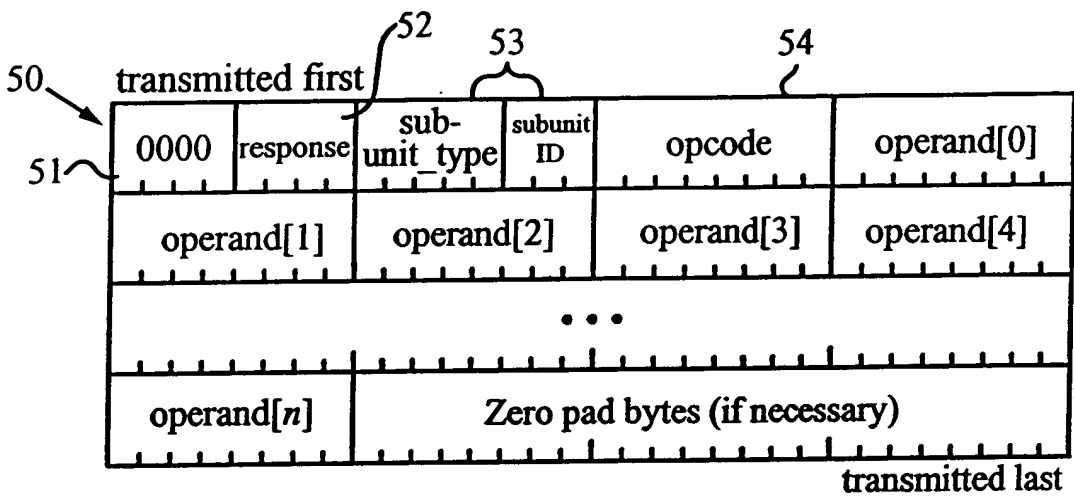 52
53
54
50
transmitted first
51
0000
response
sub-
unit_type
subunit
ID
opcode
operand[0]
operand[1]
operand[2]
operand[3]
operand[4]
• • •
operand[n]
Zero pad bytes (if necessary)
transmitted last